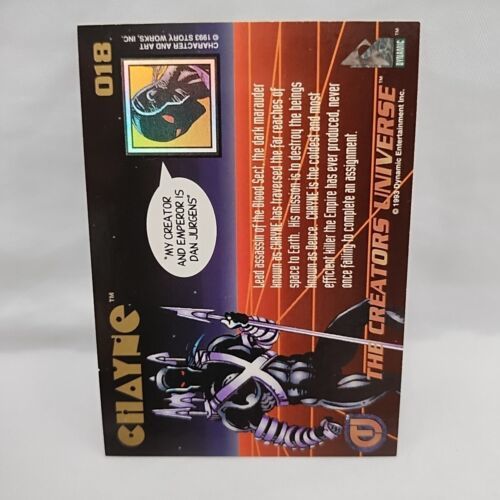 CHAYNE™
018
"MY CREATOR
AND EMPEROR IS
DAN JURGENS"
CHARACTER AND ART
© 1993 STORY WORKS, INC.
Lead assassin of the Blood Sect, the dark marauder
known as CHAYNE has traversed the far reaches of
space to Earth. His mission is to destroy the beings
known as Deuce. CHAYNE is the coldest and most
efficient killer the Empire has ever produced, never
once failing to complete an assignment.
THE CREATORS UNIVERSE™
© 1993 Dynamic Entertainment Inc.
DYNAMIC™